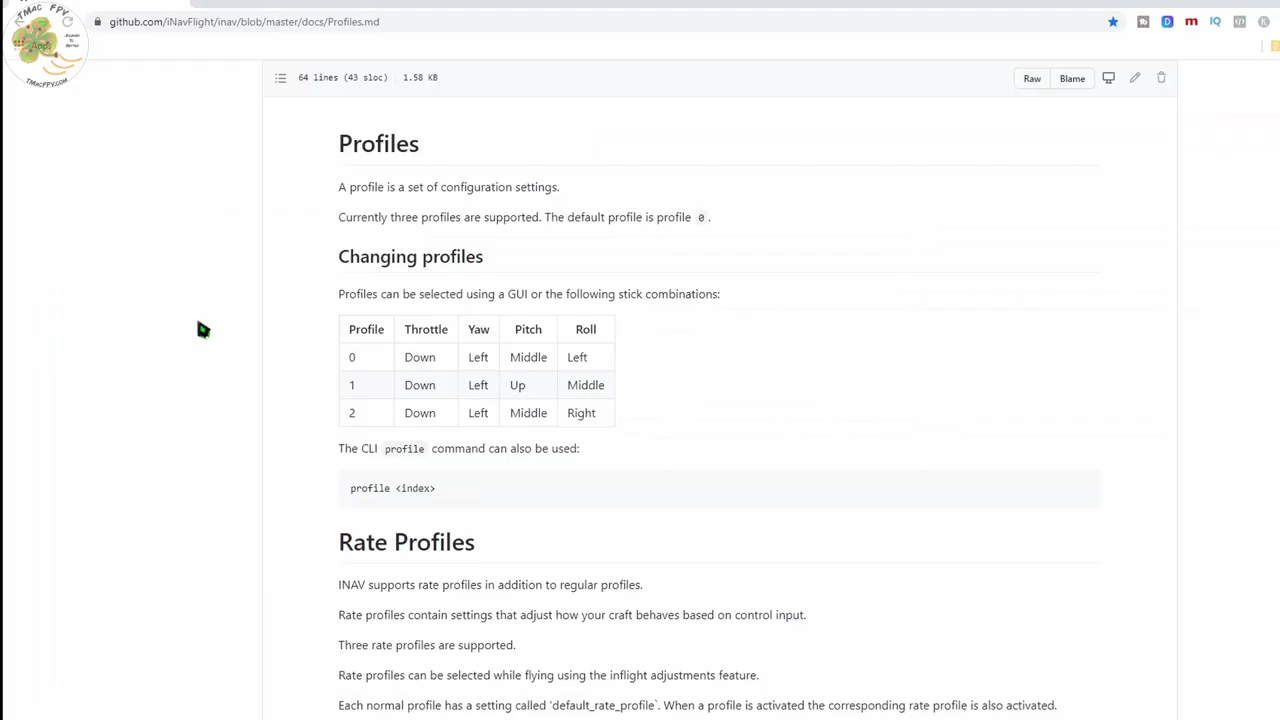 TMac FPV
Apps
TMacFPV.com
github.com/iNavFlight/inav/blob/master/docs/Profiles.md
64 lines (43 sloc) 1.58 KB
Raw Blame
Profiles
A profile is a set of configuration settings.
Currently three profiles are supported. The default profile is profile 0.
Changing profiles
Profiles can be selected using a GUI or the following stick combinations:
Profile Throttle Yaw Pitch Roll
0 Down Left Middle Left
1 Down Left Up Middle
2 Down Left Middle Right
The CLI profile command can also be used:
profile <index>
Rate Profiles
INAV supports rate profiles in addition to regular profiles.
Rate profiles contain settings that adjust how your craft behaves based on control input.
Three rate profiles are supported.
Rate profiles can be selected while flying using the inflight adjustments feature.
Each normal profile has a setting called `default_rate_profile`. When a profile is activated the corresponding rate profile is also activated.